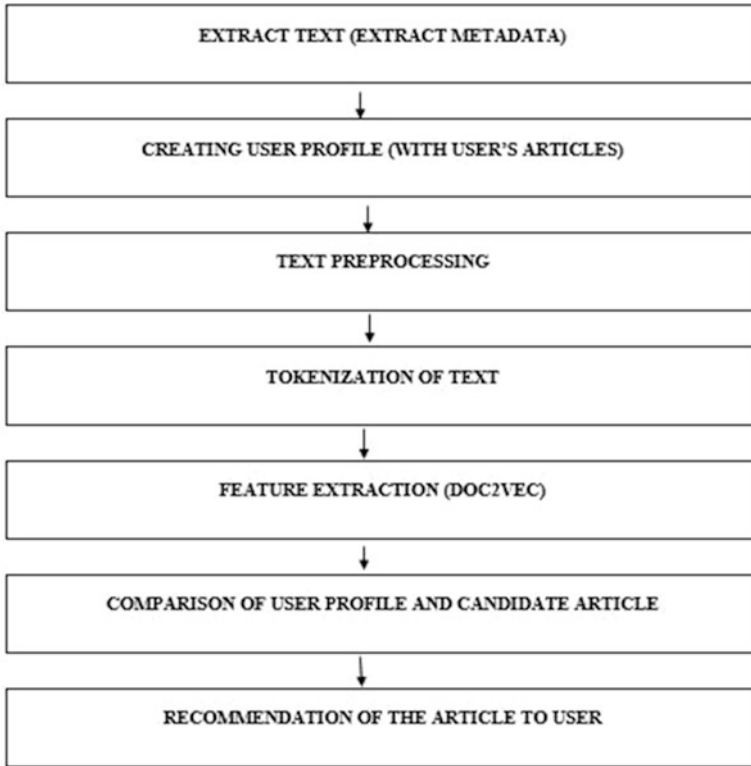 EXTRACT TEXT (EXTRACT METADATA)
CREATING USER PROFILE (WITH USER’S ARTICLES)
TEXT PREPROCESSING
TOKENIZATION OF TEXT
FEATURE EXTRACTION (DOC2VEC)
COMPARISON OF USER PROFILE AND CANDIDATE ARTICLE
RECOMMENDATION OF THE ARTICLE TO USER